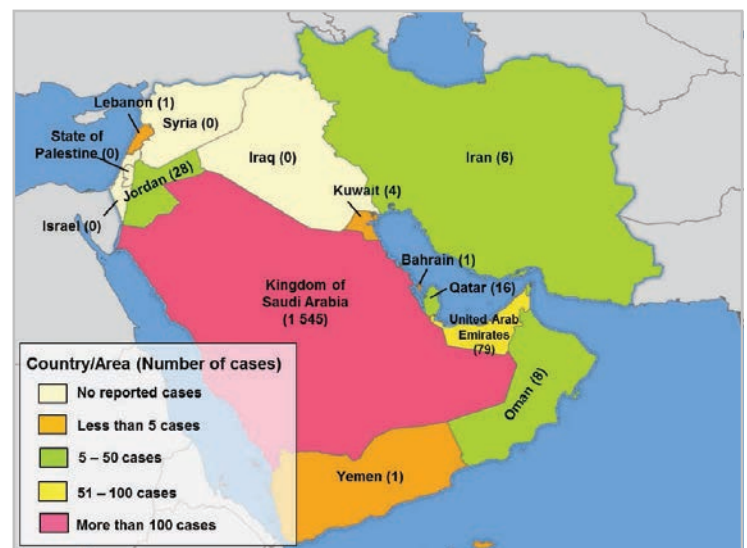 Lebanon (1)
Syria (0)
State of
Palestine (0)
Iraq (0)
Iran (6)
Jordan (28)
Kuwait (4)
Israel (0)
Bahrain (1)
Kingdom of
Saudi Arabia
(1 545)
Qatar (16)
United Arab
Emirates
(79)
Oman (8)
Yemen (1)
Country/Area (Number of cases)
No reported cases
Less than 5 cases
5 – 50 cases
51 – 100 cases
More than 100 cases